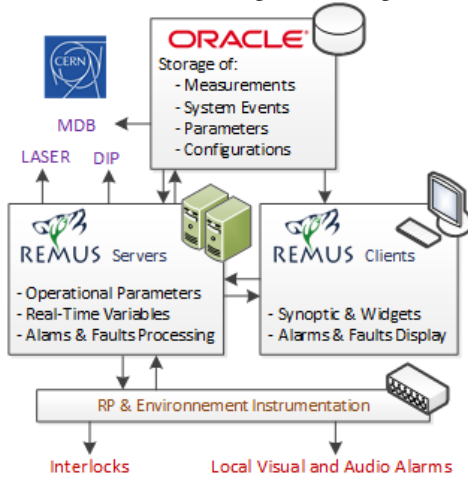 ORACLE
Storage of:
- Measurements
- System Events
- Parameters
- Configurations
CERN
MDB
LASER DIP
REMUS Servers
- Operational Parameters
- Real-Time Variables
- Alams & Faults Processing
REMUS Clients
- Synoptic & Widgets
- Alarms & Faults Display
RP & Environnement Instrumentation
Interlocks
Local Visual and Audio Alarms